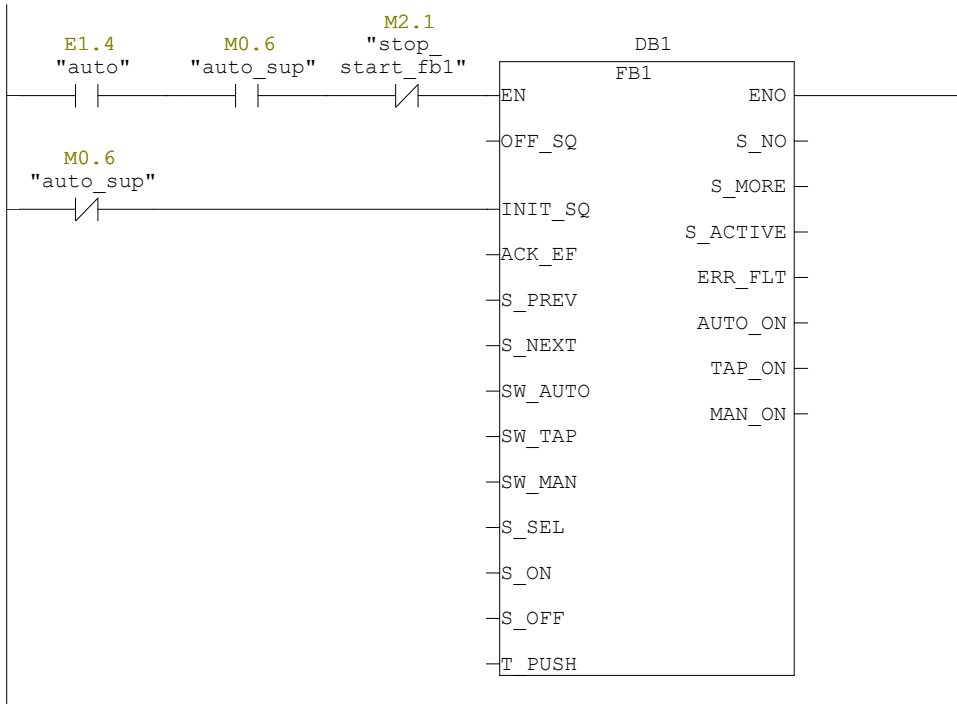 M2.1
E1.4 M0.6 "stop_ DB1
"auto" "auto_sup" start_fb1" FB1
EN ENO
OFF_SQ S_NO
M0.6
"auto_sup" S_MORE
INIT_SQ
S_ACTIVE
ACK_EF
ERR_FLT
S_PREV
AUTO_ON
S_NEXT
TAP_ON
SW_AUTO
MAN_ON
SW_TAP
SW_MAN
S_SEL
S_ON
S_OFF
T_PUSH